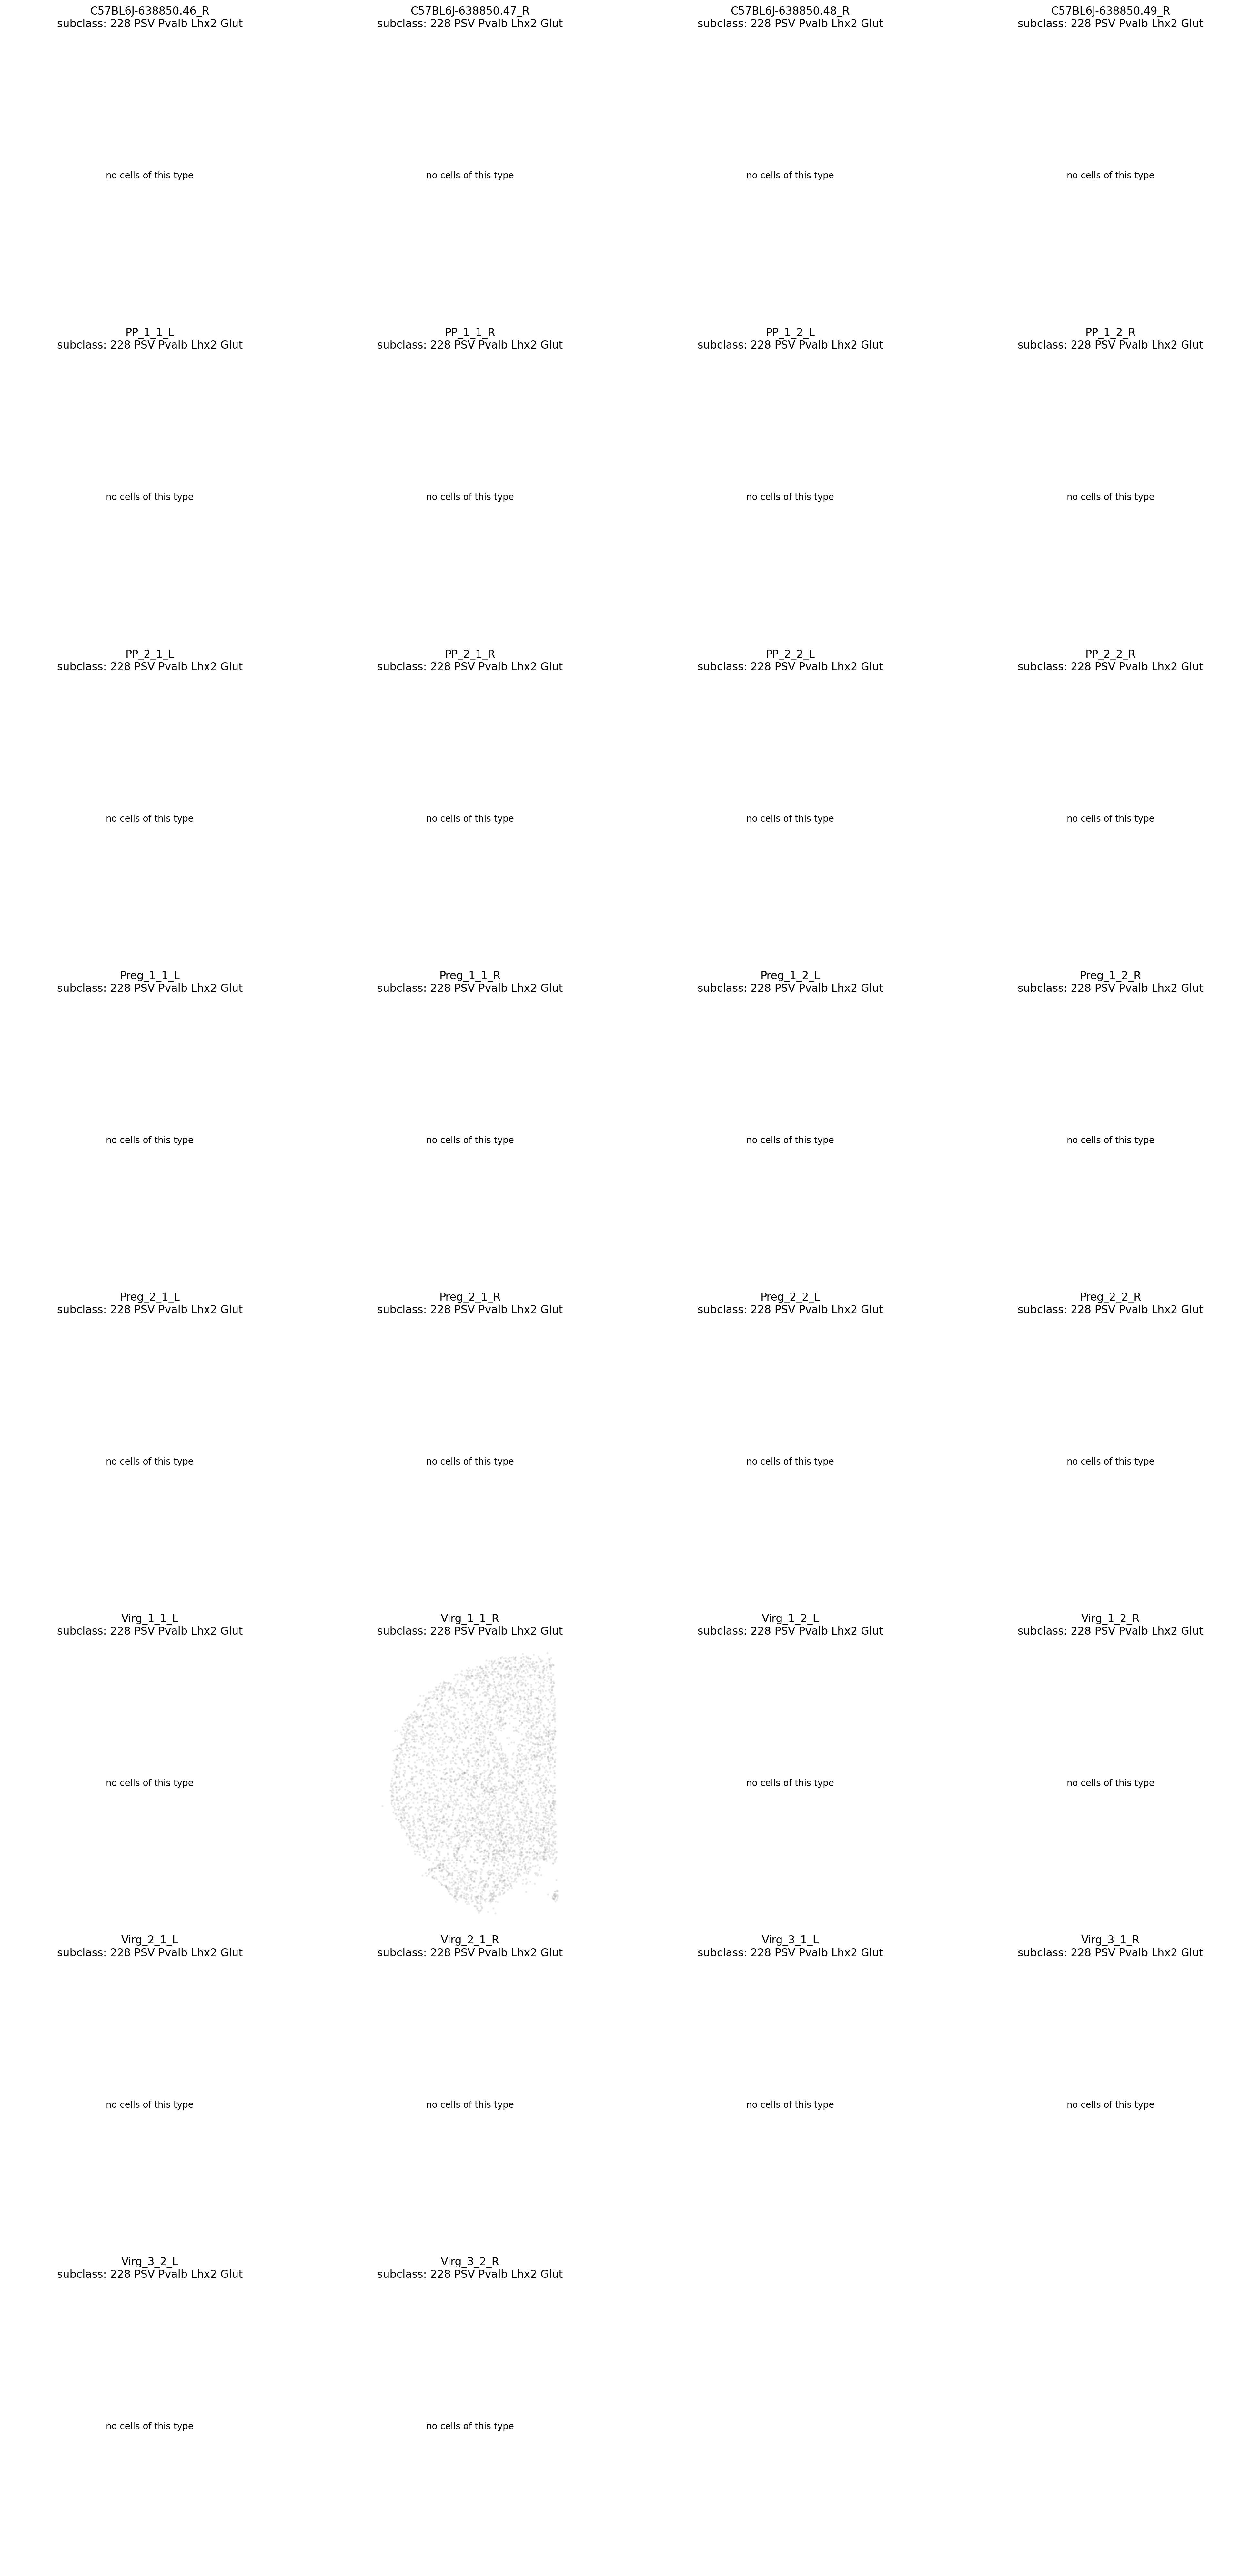 C57BL6J-638850.46_R
subclass: 228 PSV Pvalb Lhx2 Glut
C57BL6J-638850.47_R
subclass: 228 PSV Pvalb Lhx2 Glut
C57BL6J-638850.48_R
subclass: 228 PSV Pvalb Lhx2 Glut
C57BL6J-638850.49_R
subclass: 228 PSV Pvalb Lhx2 Glut
no cells of this type
no cells of this type
no cells of this type
no cells of this type
PP_1_1_L
subclass: 228 PSV Pvalb Lhx2 Glut
PP_1_1_R
subclass: 228 PSV Pvalb Lhx2 Glut
PP_1_2_L
subclass: 228 PSV Pvalb Lhx2 Glut
PP_1_2_R
subclass: 228 PSV Pvalb Lhx2 Glut
no cells of this type
no cells of this type
no cells of this type
no cells of this type
PP_2_1_L
subclass: 228 PSV Pvalb Lhx2 Glut
PP_2_1_R
subclass: 228 PSV Pvalb Lhx2 Glut
PP_2_2_L
subclass: 228 PSV Pvalb Lhx2 Glut
PP_2_2_R
subclass: 228 PSV Pvalb Lhx2 Glut
no cells of this type
no cells of this type
no cells of this type
no cells of this type
Preg_1_1_L
subclass: 228 PSV Pvalb Lhx2 Glut
Preg_1_1_R
subclass: 228 PSV Pvalb Lhx2 Glut
Preg_1_2_L
subclass: 228 PSV Pvalb Lhx2 Glut
Preg_1_2_R
subclass: 228 PSV Pvalb Lhx2 Glut
no cells of this type
no cells of this type
no cells of this type
no cells of this type
Preg_2_1_L
subclass: 228 PSV Pvalb Lhx2 Glut
Preg_2_1_R
subclass: 228 PSV Pvalb Lhx2 Glut
Preg_2_2_L
subclass: 228 PSV Pvalb Lhx2 Glut
Preg_2_2_R
subclass: 228 PSV Pvalb Lhx2 Glut
no cells of this type
no cells of this type
no cells of this type
no cells of this type
Virg_1_1_L
subclass: 228 PSV Pvalb Lhx2 Glut
Virg_1_1_R
subclass: 228 PSV Pvalb Lhx2 Glut
Virg_1_2_L
subclass: 228 PSV Pvalb Lhx2 Glut
Virg_1_2_R
subclass: 228 PSV Pvalb Lhx2 Glut
no cells of this type
no cells of this type
no cells of this type
Virg_2_1_L
subclass: 228 PSV Pvalb Lhx2 Glut
Virg_2_1_R
subclass: 228 PSV Pvalb Lhx2 Glut
Virg_3_1_L
subclass: 228 PSV Pvalb Lhx2 Glut
Virg_3_1_R
subclass: 228 PSV Pvalb Lhx2 Glut
no cells of this type
no cells of this type
no cells of this type
no cells of this type
Virg_3_2_L
subclass: 228 PSV Pvalb Lhx2 Glut
Virg_3_2_R
subclass: 228 PSV Pvalb Lhx2 Glut
no cells of this type
no cells of this type